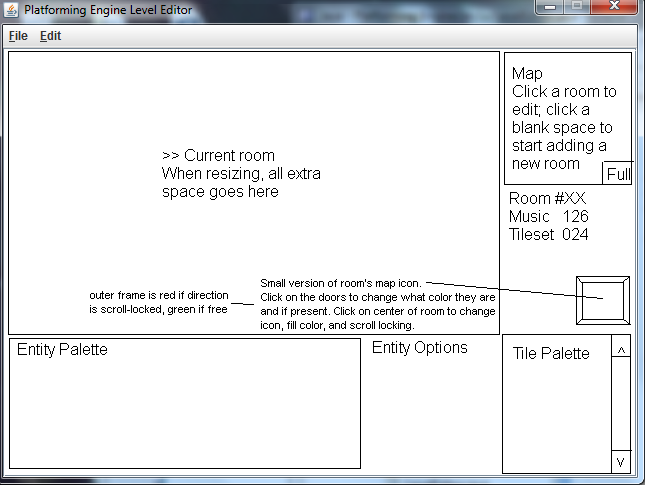 Platforming Engine Level Editor
File Edit
Map
Click a room to
edit; click a
blank space to
start adding a
new room
Full
>> Current room
When resizing, all extra
space goes here
Room #XX
Music 126
Tileset 024
outer frame is red if direction
is scroll-locked, green if free
Small version of room's map icon.
Click on the doors to change what color they are
and if present. Click on center of room to change
icon, fill color, and scroll locking.
Entity Palette
Entity Options
Tile Palette
^
v